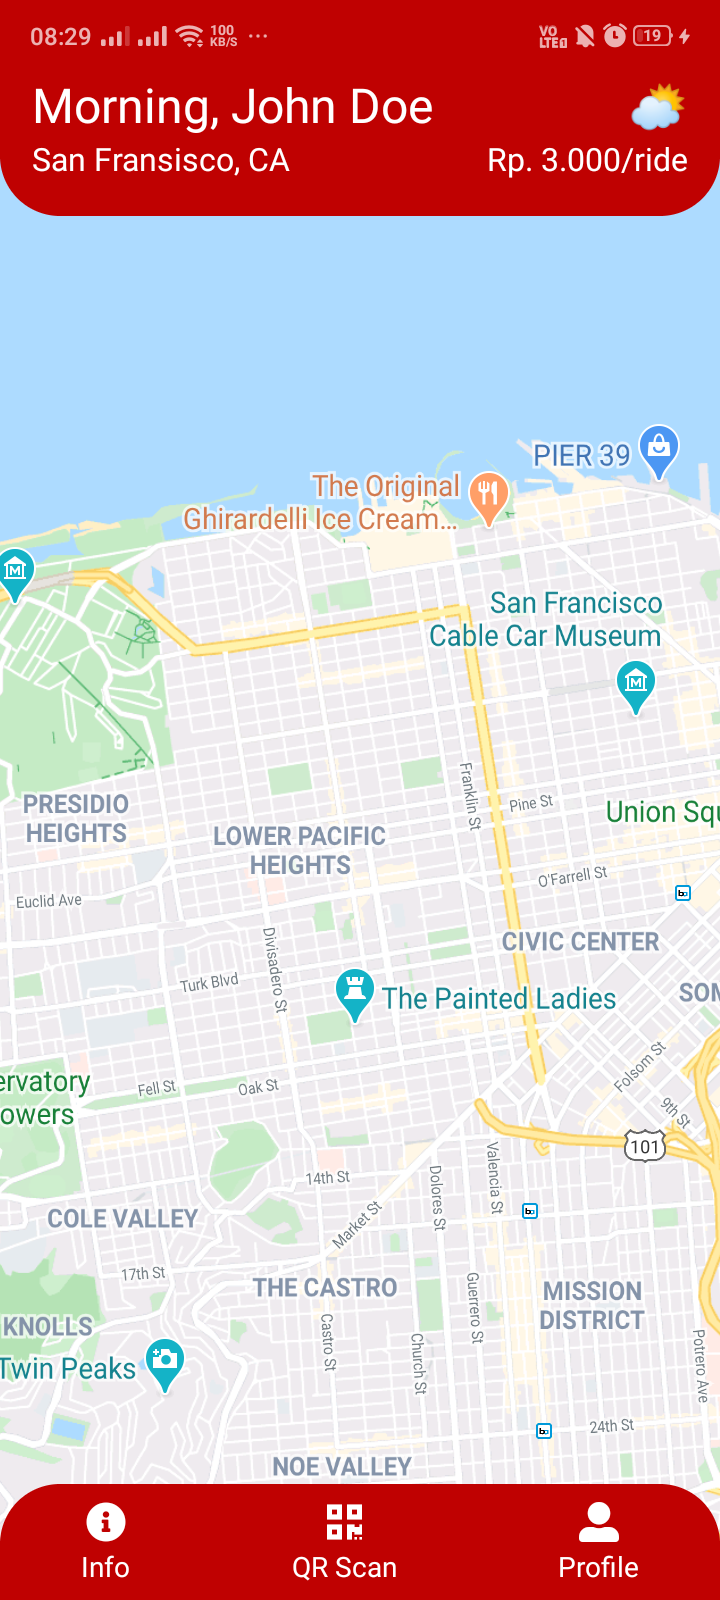 08:29
100
KB/S
VO
LTE1
19
Morning, John Doe
San Fransisco, CA
Rp. 3.000/ride
PIER 39
The Original
Ghirardelli Ice Cream...
San Francisco
Cable Car Museum
M
M
Franklin St
Pine St
PRESIDIO
HEIGHTS
Union Squ
LOWER PACIFIC
HEIGHTS
O'Farrell St
Euclid Ave
Divisadero St
CIVIC CENTER
Turk Blvd
The Painted Ladies
SOM
ervatory
owers
Fell St
Oak St
Folsom St
9th St
101
Valencia St
14th St
Dolores St
Market St
COLE VALLEY
17th St
THE CASTRO
Guerrero St
MISSION
DISTRICT
KNOLLS
Castro St
Church St
Potrero Ave
Twin Peaks
24th St
NOE VALLEY
Info
QR Scan
Profile